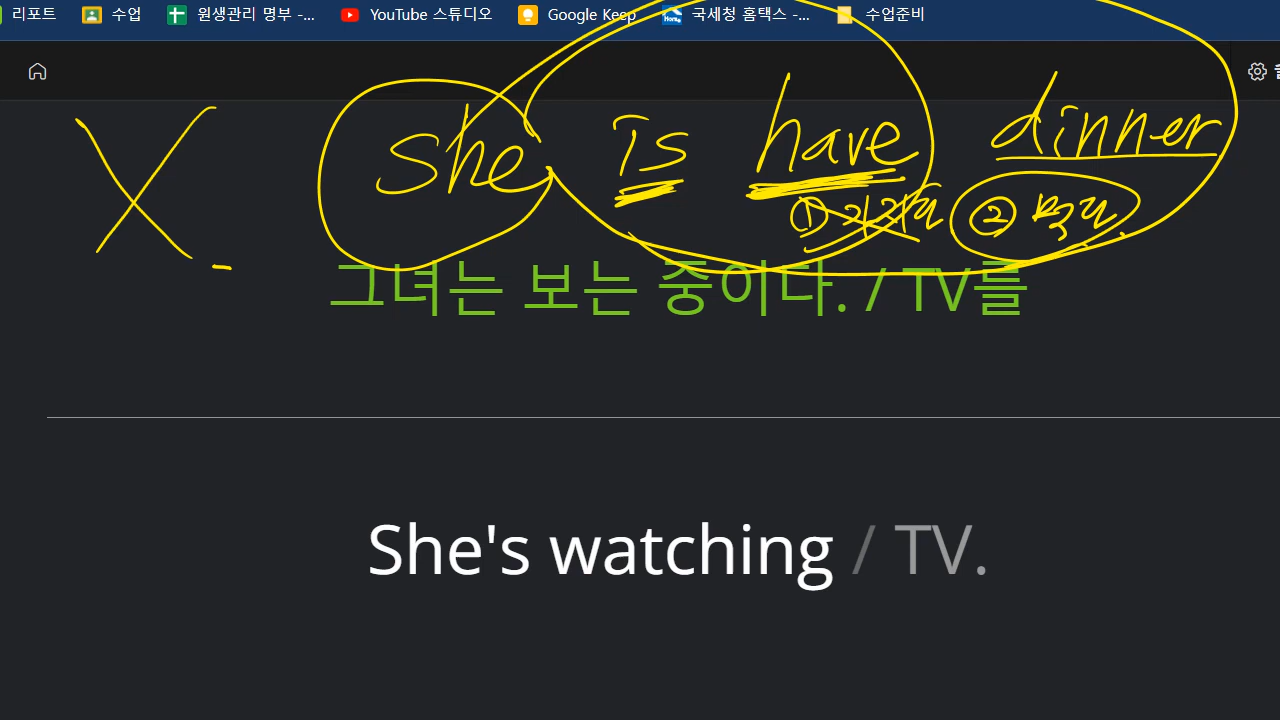 리포트 수업 원생관리 명부 -... YouTube 스튜디오 Google Keep 국세청 홈택스 -... 수업준비
X she is have dinner
① 가지다 ② 먹다
그녀는 보는 중이다. / TV를
She's watching / TV.